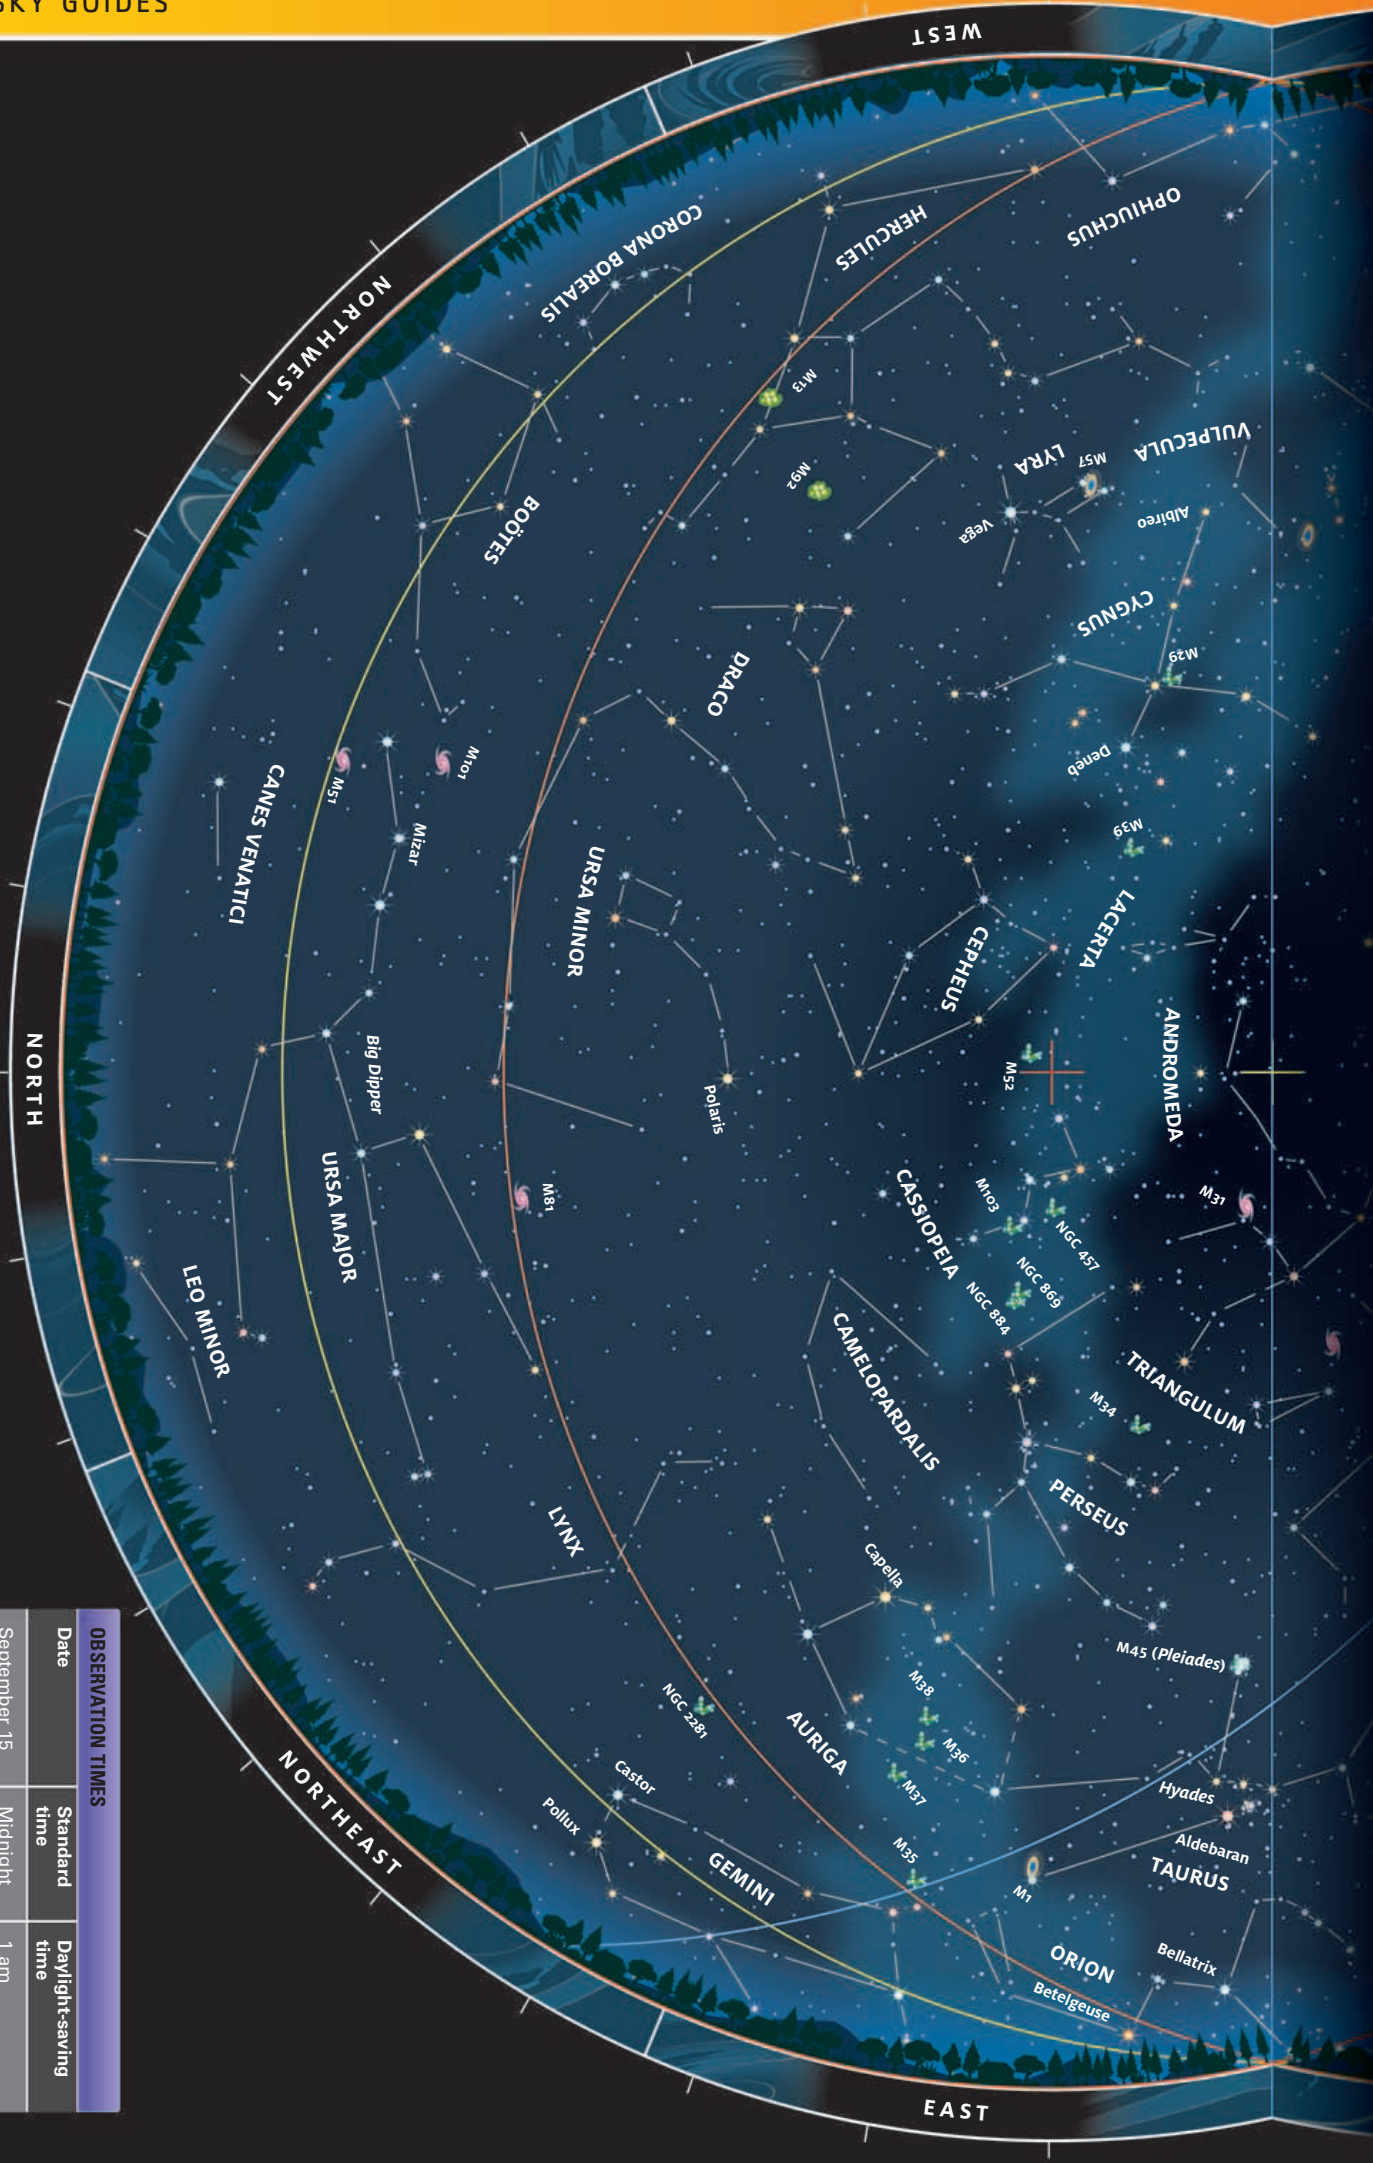 SKY GUIDES
WEST
NORTHWEST
NORTH
NORTHEAST
EAST
OPHIUCHUS
HERCULES
CORONA BOREALIS
M13
M92
LYRA
M57
VULPECULA
Vega
Albireo
BOÖTES
CYGNUS
M29
DRACO
Deneb
M39
M101
M51
CANES VENATICI
Mizar
URSA MINOR
LACERTA
CEPHEUS
ANDROMEDA
M52
Big Dipper
Polaris
URSA MAJOR
M81
CASSIOPEIA
M103
NGC 457
M31
NGC 869
NGC 884
LEO MINOR
CAMELOPARDALIS
TRIANGULUM
M34
PERSEUS
LYNX
Capella
M45 (Pleiades)
M38
M36
M37
NGC 2281
AURIGA
Castor
Pollux
GEMINI
M35
Hyades
Aldebaran
TAURUS
M1
ORION
Bellatrix
Betelgeuse
OBSERVATION TIMES
Date
Standard time
Daylight-saving time
September 15
Midnight
1 am